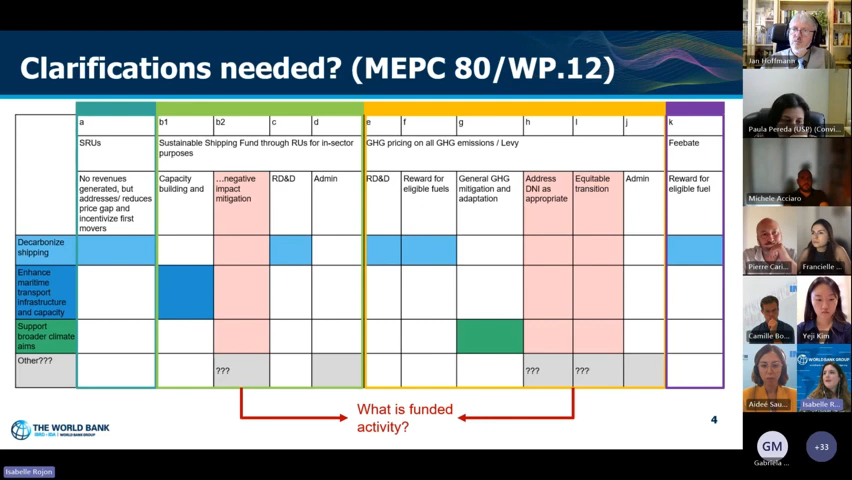 Clarifications needed? (MEPC 80/WP.12)
a
b1
b2
c
d
e
f
g
h
I
j
k
SRUs
Sustainable Shipping Fund through RUs for in-sector
purposes
GHG pricing on all GHG emissions / Levy
Feebate
No revenues
generated, but
addresses/ reduces
price gap and
incentivize first
movers
Capacity
building and
...negative
impact
mitigation
RD&D
Admin
RD&D
Reward for
eligible fuels
General GHG
mitigation and
adaptation
Address
DNI as
appropriate
Equitable
transition
Admin
Reward for
eligible fuel
Decarbonize
shipping
Enhance
maritime
transport
infrastructure
and capacity
Support
broader climate
aims
Other???
???
???
???
What is funded
activity?
THE WORLD BANK
IBRD • IDA | WORLD BANK GROUP
4
Jan Hoffmann
Paula Pereda (USP) (Convi...
Michele Acciaro
Pierre Cari...
Francielle ...
Camille Bo...
Yeji Kim
WORLD BANK GROUP
Aideé Sau...
Isabelle R...
GM
+33
Gabriela ...
Isabelle Rojon